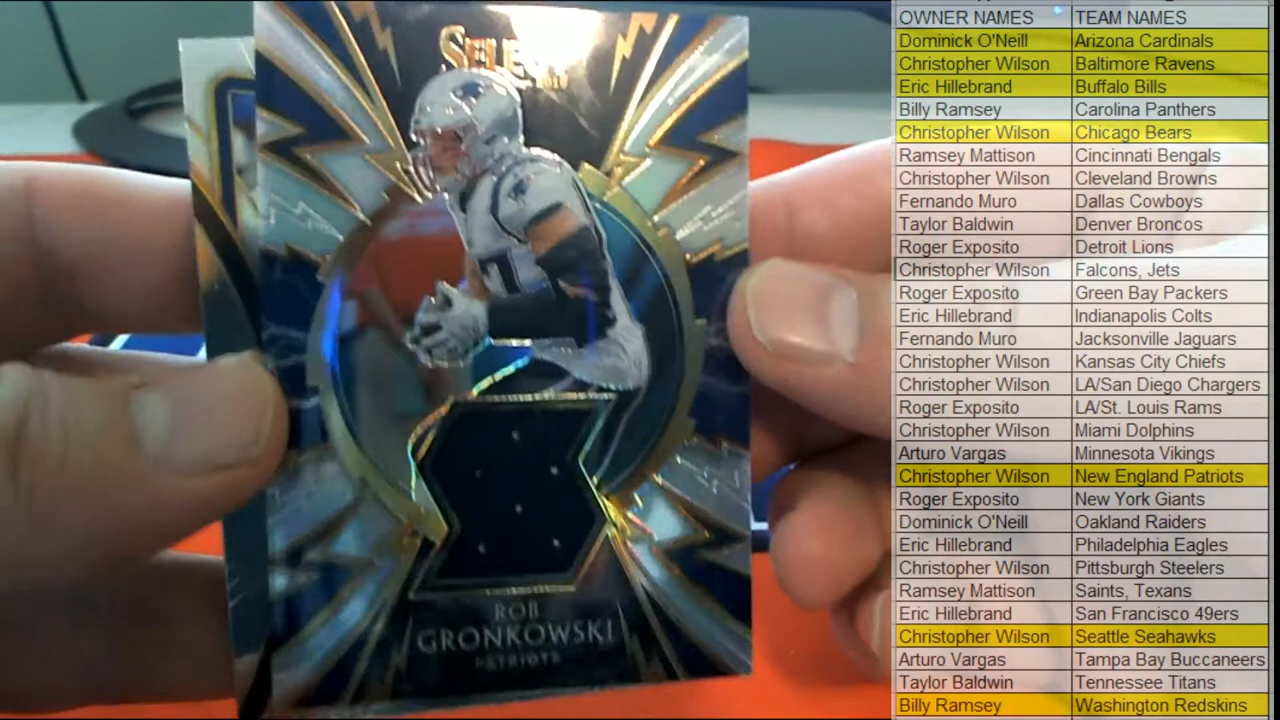 SELECT
2018
7
ROB
GRONKOWSKI
PATRIOTS
OWNER NAMES TEAM NAMES
Dominick O'Neill Arizona Cardinals
Christopher Wilson Baltimore Ravens
Eric Hillebrand Buffalo Bills
Billy Ramsey Carolina Panthers
Christopher Wilson Chicago Bears
Ramsey Mattison Cincinnati Bengals
Christopher Wilson Cleveland Browns
Fernando Muro Dallas Cowboys
Taylor Baldwin Denver Broncos
Roger Exposito Detroit Lions
Christopher Wilson Falcons, Jets
Roger Exposito Green Bay Packers
Eric Hillebrand Indianapolis Colts
Fernando Muro Jacksonville Jaguars
Christopher Wilson Kansas City Chiefs
Christopher Wilson LA/San Diego Chargers
Roger Exposito LA/St. Louis Rams
Christopher Wilson Miami Dolphins
Arturo Vargas Minnesota Vikings
Christopher Wilson New England Patriots
Roger Exposito New York Giants
Dominick O'Neill Oakland Raiders
Eric Hillebrand Philadelphia Eagles
Christopher Wilson Pittsburgh Steelers
Ramsey Mattison Saints, Texans
Eric Hillebrand San Francisco 49ers
Christopher Wilson Seattle Seahawks
Arturo Vargas Tampa Bay Buccaneers
Taylor Baldwin Tennessee Titans
Billy Ramsey Washington Redskins